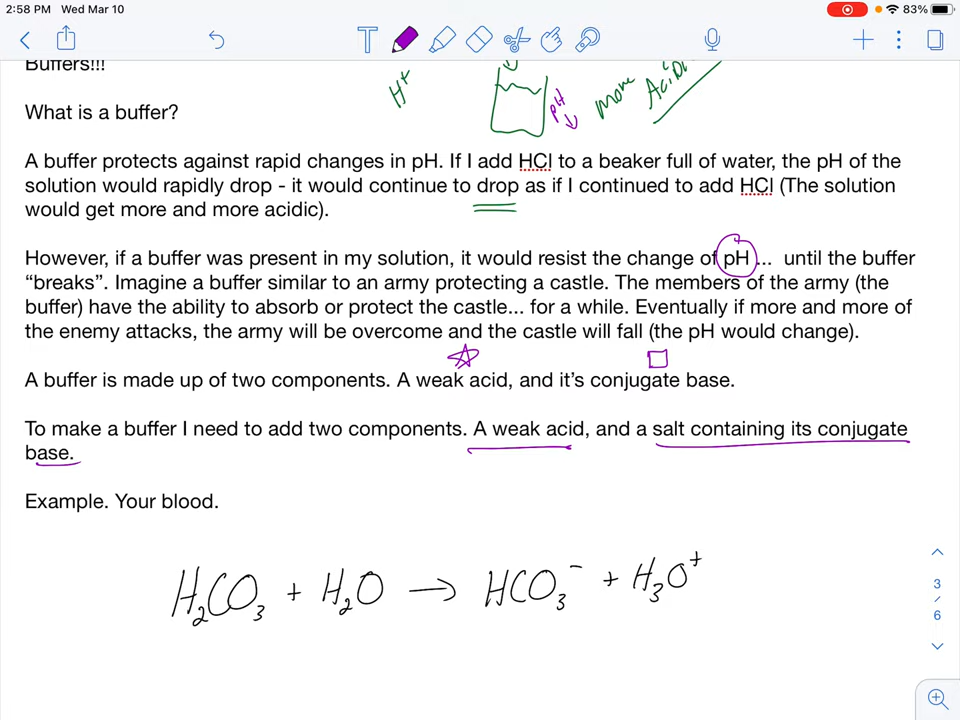 2:58 PM Wed Mar 10
83%
T
Buffers!!!
H+
pH ↓
more Acidic
What is a buffer?
A buffer protects against rapid changes in pH. If I add HCl to a beaker full of water, the pH of the
solution would rapidly drop - it would continue to drop as if I continued to add HCl (The solution
would get more and more acidic).
However, if a buffer was present in my solution, it would resist the change of pH... until the buffer
“breaks”. Imagine a buffer similar to an army protecting a castle. The members of the army (the
buffer) have the ability to absorb or protect the castle... for a while. Eventually if more and more of
the enemy attacks, the army will be overcome and the castle will fall (the pH would change).
A buffer is made up of two components. A weak acid, and it’s conjugate base.
To make a buffer I need to add two components. A weak acid, and a salt containing its conjugate
base.
Example. Your blood.
H₂CO₃ + H₂O → HCO₃⁻ + H₃O⁺
3
/
6